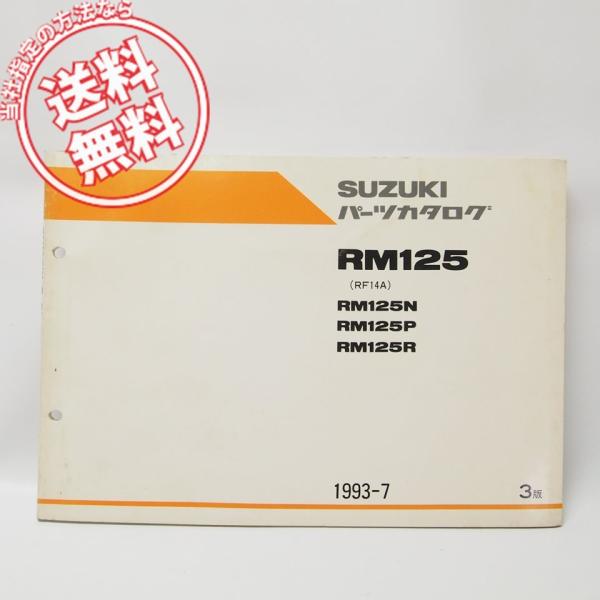 当社指定の方法なら
送料
無料
SUZUKI
パーツカタログ
RM125
(RF14A)
RM125N
RM125P
RM125R
1993-7
3版